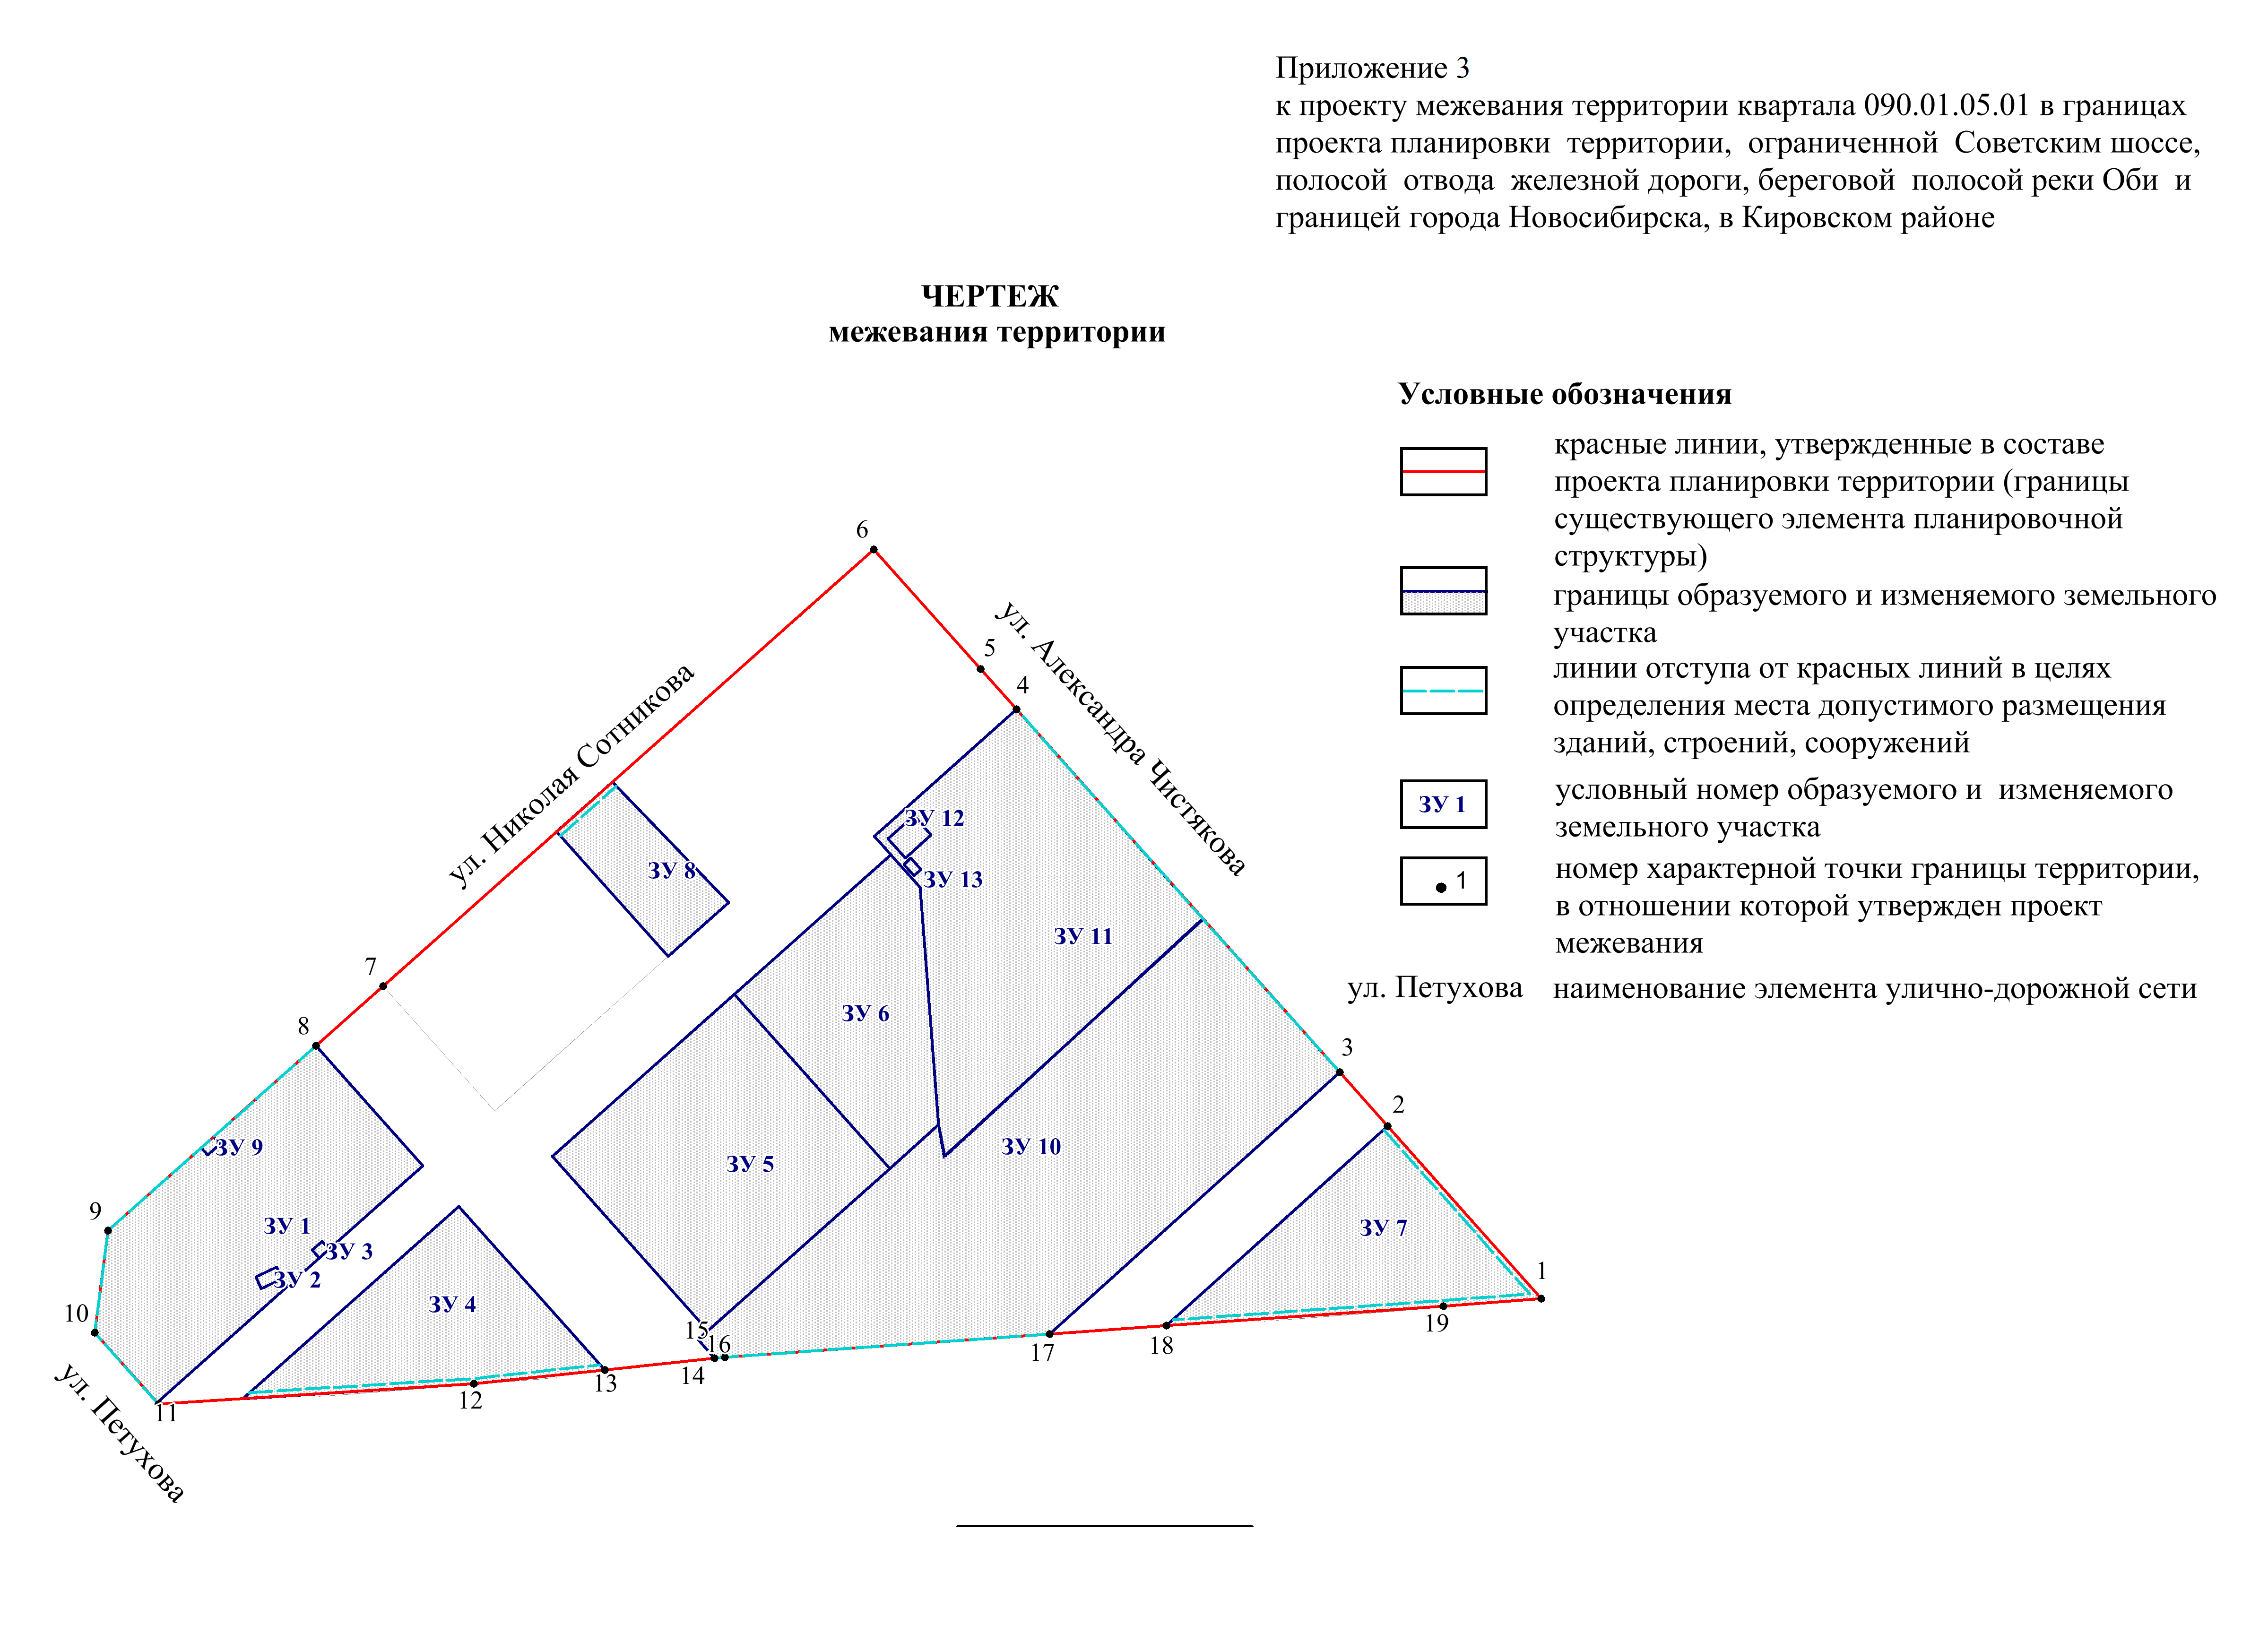 Приложение 3
к проекту межевания территории квартала 090.01.05.01 в границах
проекта планировки территории, ограниченной Советским шоссе,
полосой отвода железной дороги, береговой полосой реки Оби и
границей города Новосибирска, в Кировском районе
ЧЕРТЕЖ
межевания территории
Условные обозначения
красные линии, утвержденные в составе
проекта планировки территории (границы
существующего элемента планировочной
структуры)
границы образуемого и изменяемого земельного
участка
линии отступа от красных линий в целях
определения места допустимого размещения
зданий, строений, сооружений
ЗУ 1
условный номер образуемого и изменяемого
земельного участка
1
номер характерной точки границы территории,
в отношении которой утвержден проект
межевания
ул. Петухова
наименование элемента улично-дорожной сети
6
5
4
ул. Александра Чистякова
ул. Николая Сотникова
ЗУ 12
ЗУ 8
ЗУ 13
ЗУ 11
7
ЗУ 6
8
3
2
ЗУ 9
ЗУ 10
ЗУ 5
9
ЗУ 1
ЗУ 3
ЗУ 7
ЗУ 2
1
ЗУ 4
10
15
16
19
18
17
14
13
12
11
ул. Петухова